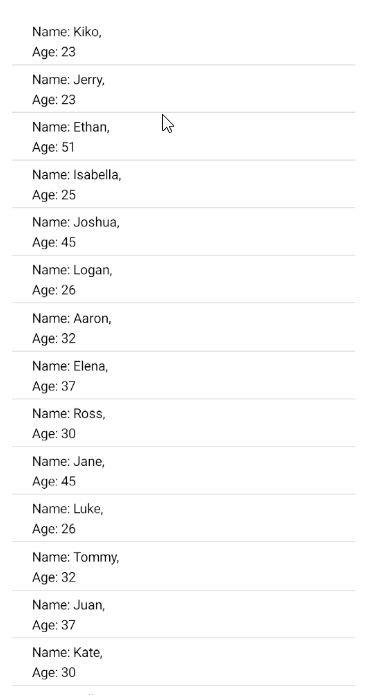 Name: Kiko,
Age: 23
Name: Jerry,
Age: 23
Name: Ethan,
Age: 51
Name: Isabella,
Age: 25
Name: Joshua,
Age: 45
Name: Logan,
Age: 26
Name: Aaron,
Age: 32
Name: Elena,
Age: 37
Name: Ross,
Age: 30
Name: Jane,
Age: 45
Name: Luke,
Age: 26
Name: Tommy,
Age: 32
Name: Juan,
Age: 37
Name: Kate,
Age: 30